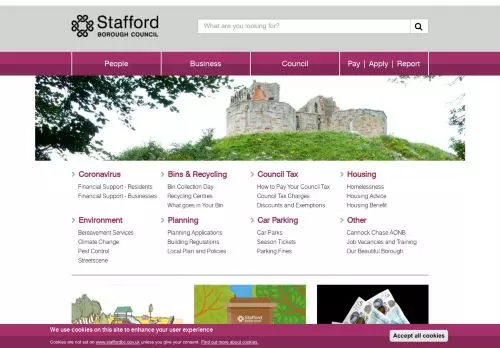 Stafford
BOROUGH COUNCIL
What are you looking for?
People
Business
Council
Pay | Apply | Report
Coronavirus
Financial Support - Residents
Financial Support - Businesses
Bins & Recycling
Bin Collection Day
Recycling Centres
What goes in Your Bin
Council Tax
How to Pay Your Council Tax
Council Tax Charges
Discounts and Exemptions
Housing
Homelessness
Housing Advice
Housing Benefit
Environment
Bereavement Services
Climate Change
Pest Control
Streetscene
Planning
Planning Applications
Building Regulations
Local Plan and Policies
Car Parking
Car Parks
Season Tickets
Parking Fines
Other
Cannock Chase AONB
Job Vacancies and Training
Our Beautiful Borough
Stafford
We use cookies on this site to enhance your user experience
Cookies are not set on www.staffordbc.gov.uk unless you give your consent. Find out more about cookies.
Accept all cookies